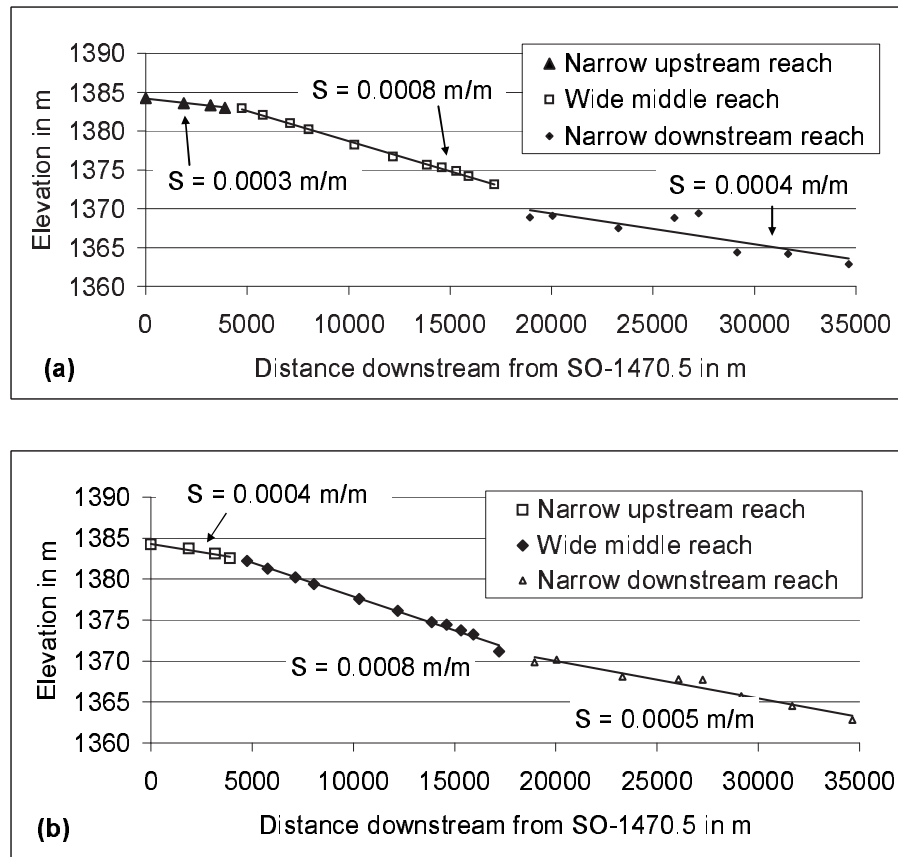 1390
1385
1380
1375
1370
1365
1360
Elevation in m
S = 0.0008 m/m
S = 0.0003 m/m
S = 0.0004 m/m
Narrow upstream reach
Wide middle reach
Narrow downstream reach
0 5000 10000 15000 20000 25000 30000 35000
Distance downstream from SO-1470.5 in m
(a)
1390
1385
1380
1375
1370
1365
1360
Elevation in m
S = 0.0004 m/m
S = 0.0008 m/m
S = 0.0005 m/m
Narrow upstream reach
Wide middle reach
Narrow downstream reach
0 5000 10000 15000 20000 25000 30000 35000
Distance downstream from SO-1470.5 in m
(b)